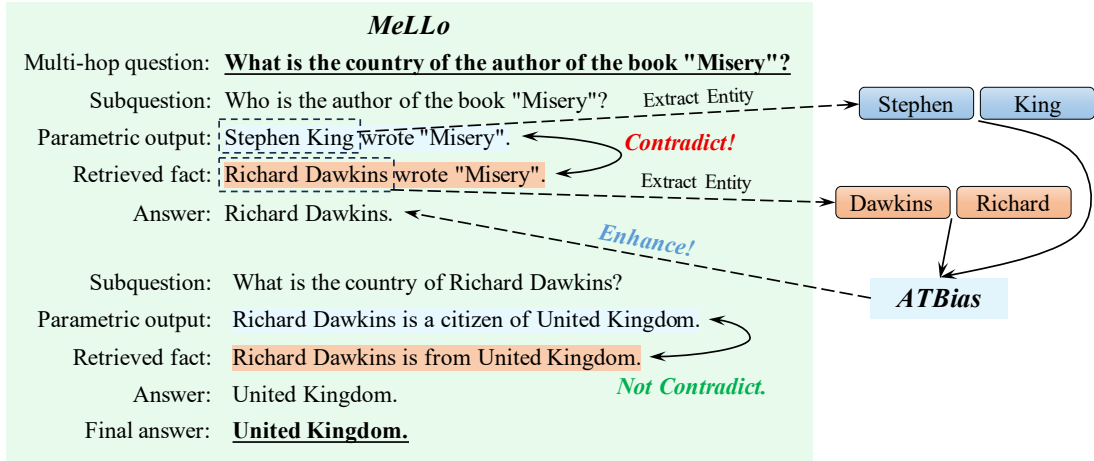 MeLLo
Multi-hop question: What is the country of the author of the book "Misery"?
Subquestion: Who is the author of the book "Misery"?
Extract Entity
Stephen King
Parametric output: Stephen King wrote "Misery".
Contradict!
Retrieved fact: Richard Dawkins wrote "Misery".
Extract Entity
Dawkins Richard
Answer: Richard Dawkins.
Enhance!
Subquestion: What is the country of Richard Dawkins?
ATBias
Parametric output: Richard Dawkins is a citizen of United Kingdom.
Retrieved fact: Richard Dawkins is from United Kingdom.
Not Contradict.
Answer: United Kingdom.
Final answer: United Kingdom.